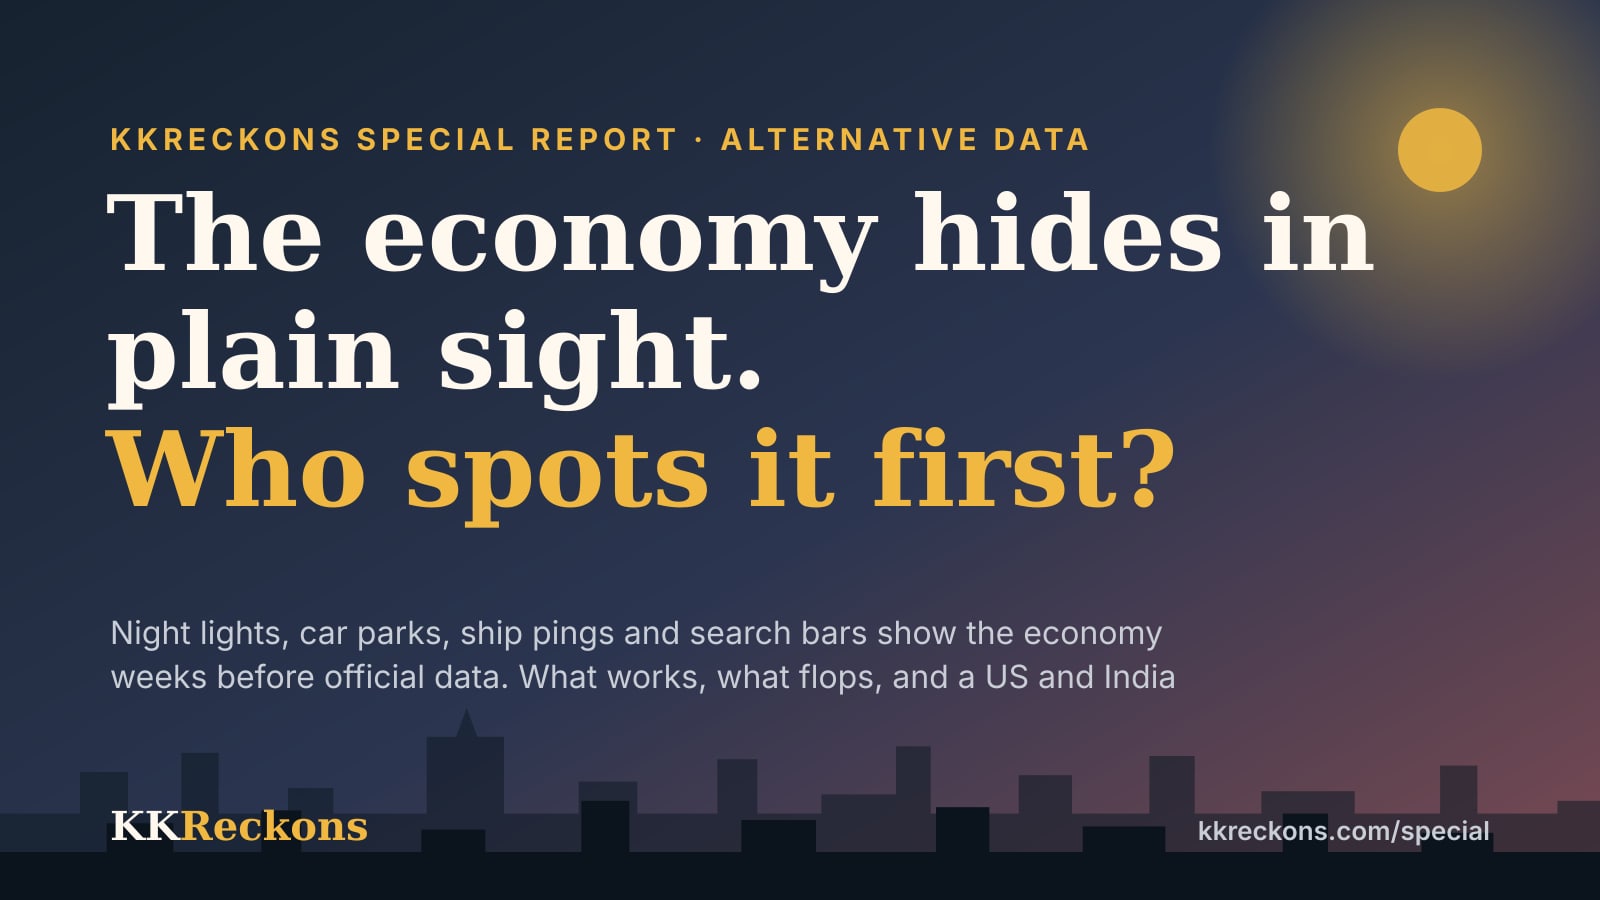 KKRECKONS SPECIAL REPORT · ALTERNATIVE DATA
The economy hides in
plain sight.
Who spots it first?
Night lights, car parks, ship pings and search bars show the economy
weeks before official data. What works, what flops, and a US and India
KKReckons
kkreckons.com/special